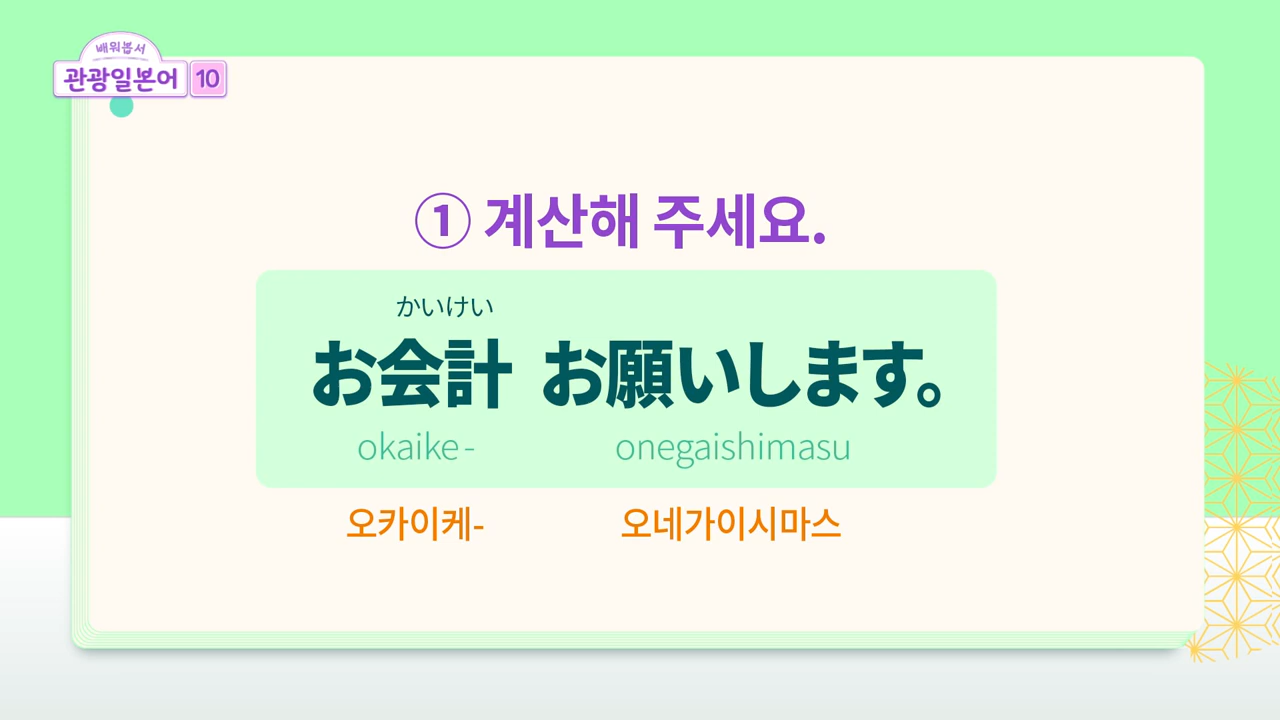 배워봅서
관광일본어 10
① 계산해 주세요.
かいけい
お会計 お願いします。
okaike- onegaishimasu
오카이케- 오네가이시마스